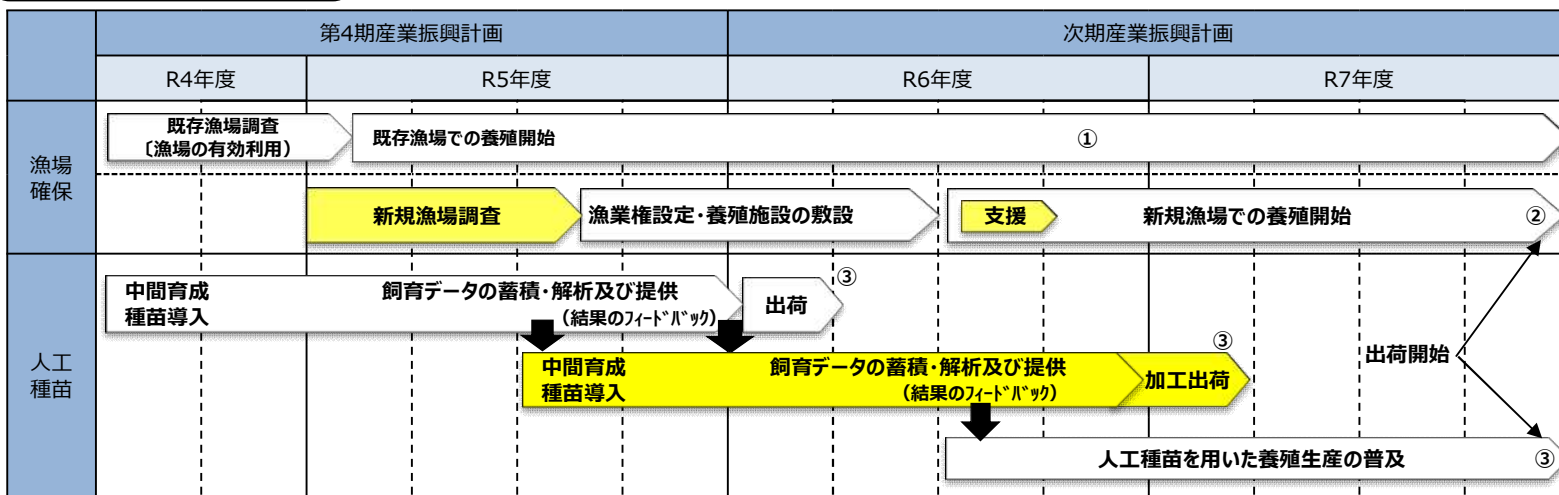 第4期産業振興計画
次期産業振興計画
R4年度
R5年度
R6年度
R7年度
漁場
確保
既存漁場調査
〔漁場の有効利用〕
既存漁場での養殖開始
①
新規漁場調査
漁業権設定・養殖施設の敷設
支援
新規漁場での養殖開始
②
人工
種苗
中間育成
種苗導入
飼育データの蓄積・解析及び提供
(結果のﾌｨｰﾄﾞﾊﾞｯｸ)
出荷
③
中間育成
種苗導入
飼育データの蓄積・解析及び提供
(結果のﾌｨｰﾄﾞﾊﾞｯｸ)
加工出荷
③
出荷開始
人工種苗を用いた養殖生産の普及
③